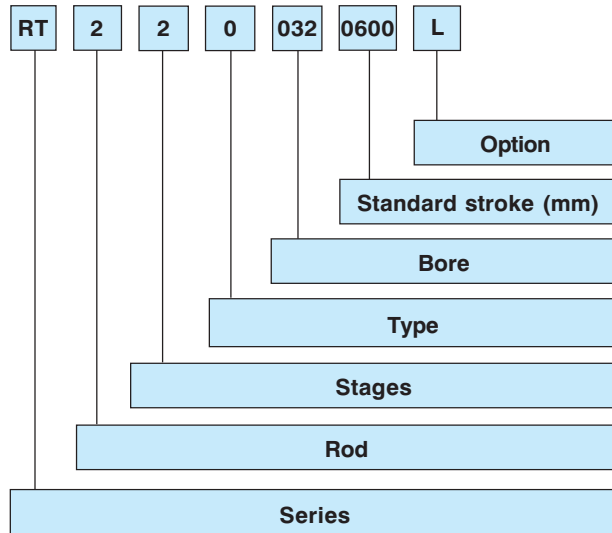 RT 2 2 0 032 0600 L
Option
Standard stroke (mm)
Bore
Type
Stages
Rod
Series